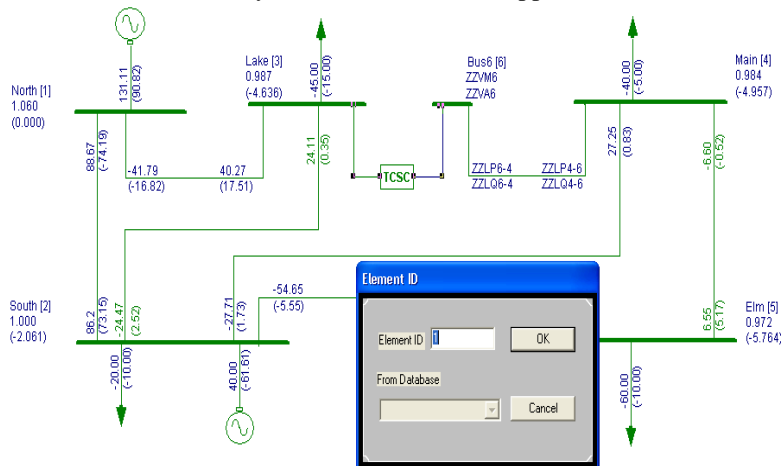 North [1]
1.060
(0.000)
131.11
(90.82)
Lake [3]
0.987
(-4.636)
-45.00
(-15.00)
Bus6 [6]
ZZVM6
ZZVA6
-40.00
(-5.00)
Main [4]
0.984
(-4.957)
88.67
(-74.19)
-41.79
(-16.82)
40.27
(17.51)
24.11
(0.35)
TCSC
ZZLP6-4
ZZLQ6-4
ZZLP4-6
ZZLQ4-6
27.25
(0.83)
-6.60
(-0.52)
South [2]
1.000
(-2.061)
86.2
(73.15)
-24.47
(2.52)
-27.71
(1.73)
-54.65
(-5.55)
6.55
(5.17)
Elm [5]
0.972
(-5.764)
-20.00
(-10.00)
40.00
(-61.61)
-60.00
(-10.00)
Element ID
Element ID
1
OK
From Database
Cancel